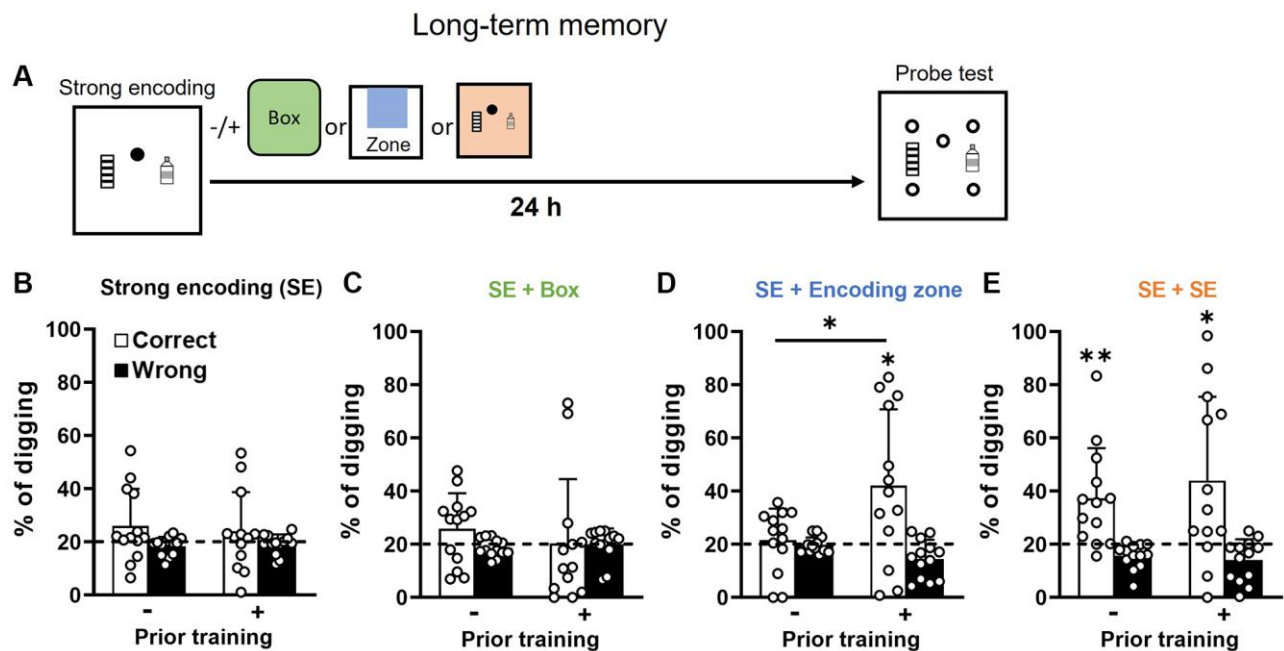 Long-term memory
A
Strong encoding
-/+
Box
or
Zone
or
Probe test
24 h
B
Strong encoding (SE)
C
SE + Box
D
SE + Encoding zone
E
SE + SE
% of digging
100
80
60
40
20
0
Correct
Wrong
-
+
Prior training
% of digging
100
80
60
40
20
0
-
+
Prior training
% of digging
100
80
60
40
20
0
*
*
-
+
Prior training
% of digging
100
80
60
40
20
0
**
*
-
+
Prior training